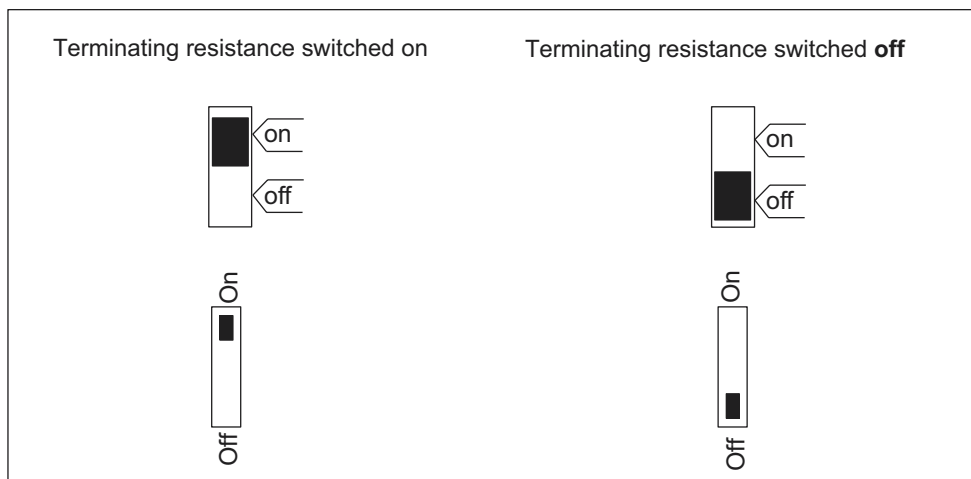 Terminating resistance switched on
on
off
On
Off
Terminating resistance switched off
on
off
On
Off